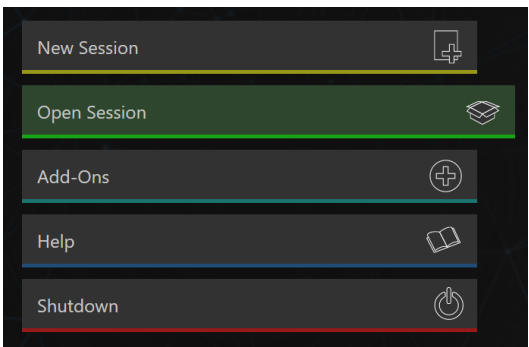 New Session
Open Session
Add-Ons
Help
Shutdown